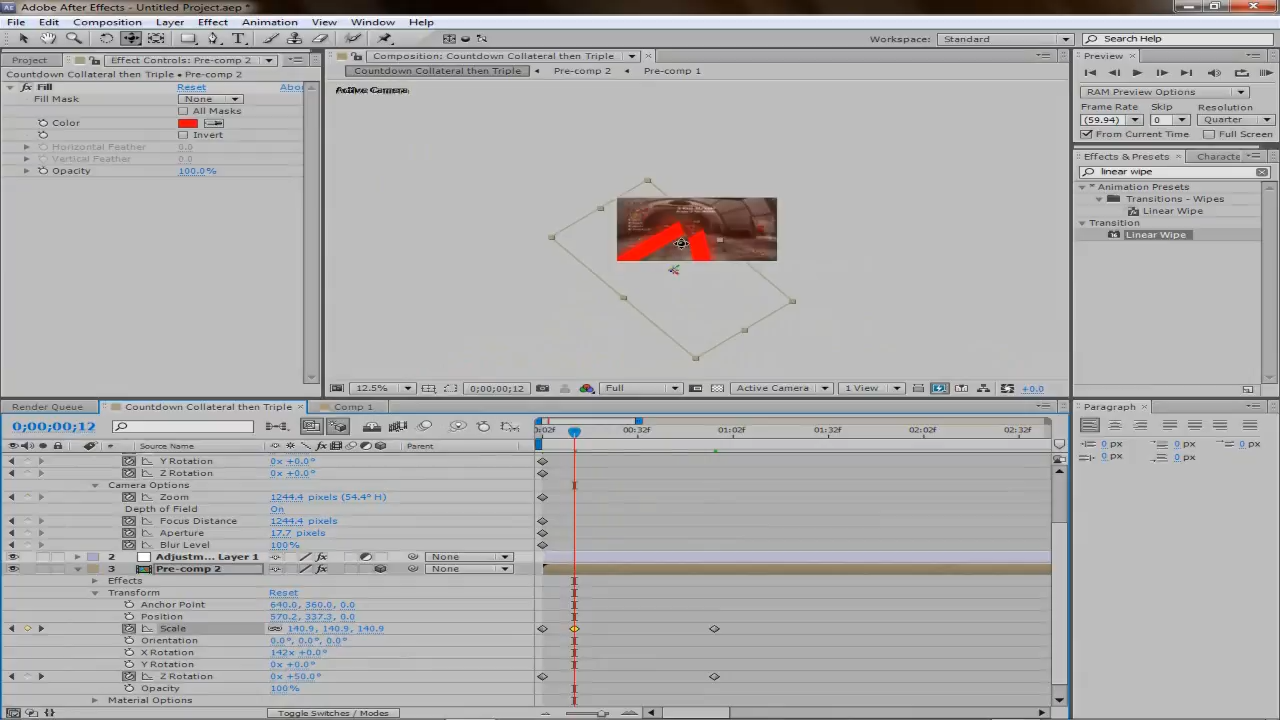 Adobe After Effects - Untitled Project.aep *
File Edit Composition Layer Effect Animation View Window Help
Workspace: Standard
Search Help
Project
Effect Controls: Pre-comp 2
Countdown Collateral then Triple • Pre-comp 2
Fill Reset Abou
Fill Mask None
All Masks
Color
Invert
Horizontal Feather 0.0
Vertical Feather 0.0
Opacity 100.0%
Composition: Countdown Collateral then Triple
Countdown Collateral then Triple Pre-comp 2 Pre-comp 1
Active Camera
12.5% 0;00;00;12 Full Active Camera 1 View +0.0
Preview
RAM Preview Options
Frame Rate Skip Resolution
(59.94) 0 Quarter
From Current Time Full Screen
Effects & Presets Characte
linear wipe
* Animation Presets
Transitions - Wipes
Linear Wipe
Transition
Linear Wipe
Render Queue Countdown Collateral then Triple Comp 1
0;00;00;12
Source Name Parent
0:02F 00:32F 01:02F 01:32F 02:02F 02:32F
Y Rotation 0x +0.0°
Z Rotation 0x +0.0°
Camera Options
Zoom 1244.4 pixels (54.4° H)
Depth of Field On
Focus Distance 1244.4 pixels
Aperture 17.7 pixels
Blur Level 100%
2 Adjustm... Layer 1 None
3 Pre-comp 2 None
Effects
Transform Reset
Anchor Point 640.0, 360.0, 0.0
Position 570.2, 337.3, 0.0
Scale 140.9, 140.9, 140.9
Orientation 0.0°, 0.0°, 0.0°
X Rotation 142x +0.0°
Y Rotation 0x +0.0°
Z Rotation 0x +50.0°
Opacity 100%
Material Options
Toggle Switches / Modes
Paragraph
0 px 0 px 0 px
0 px 0 px